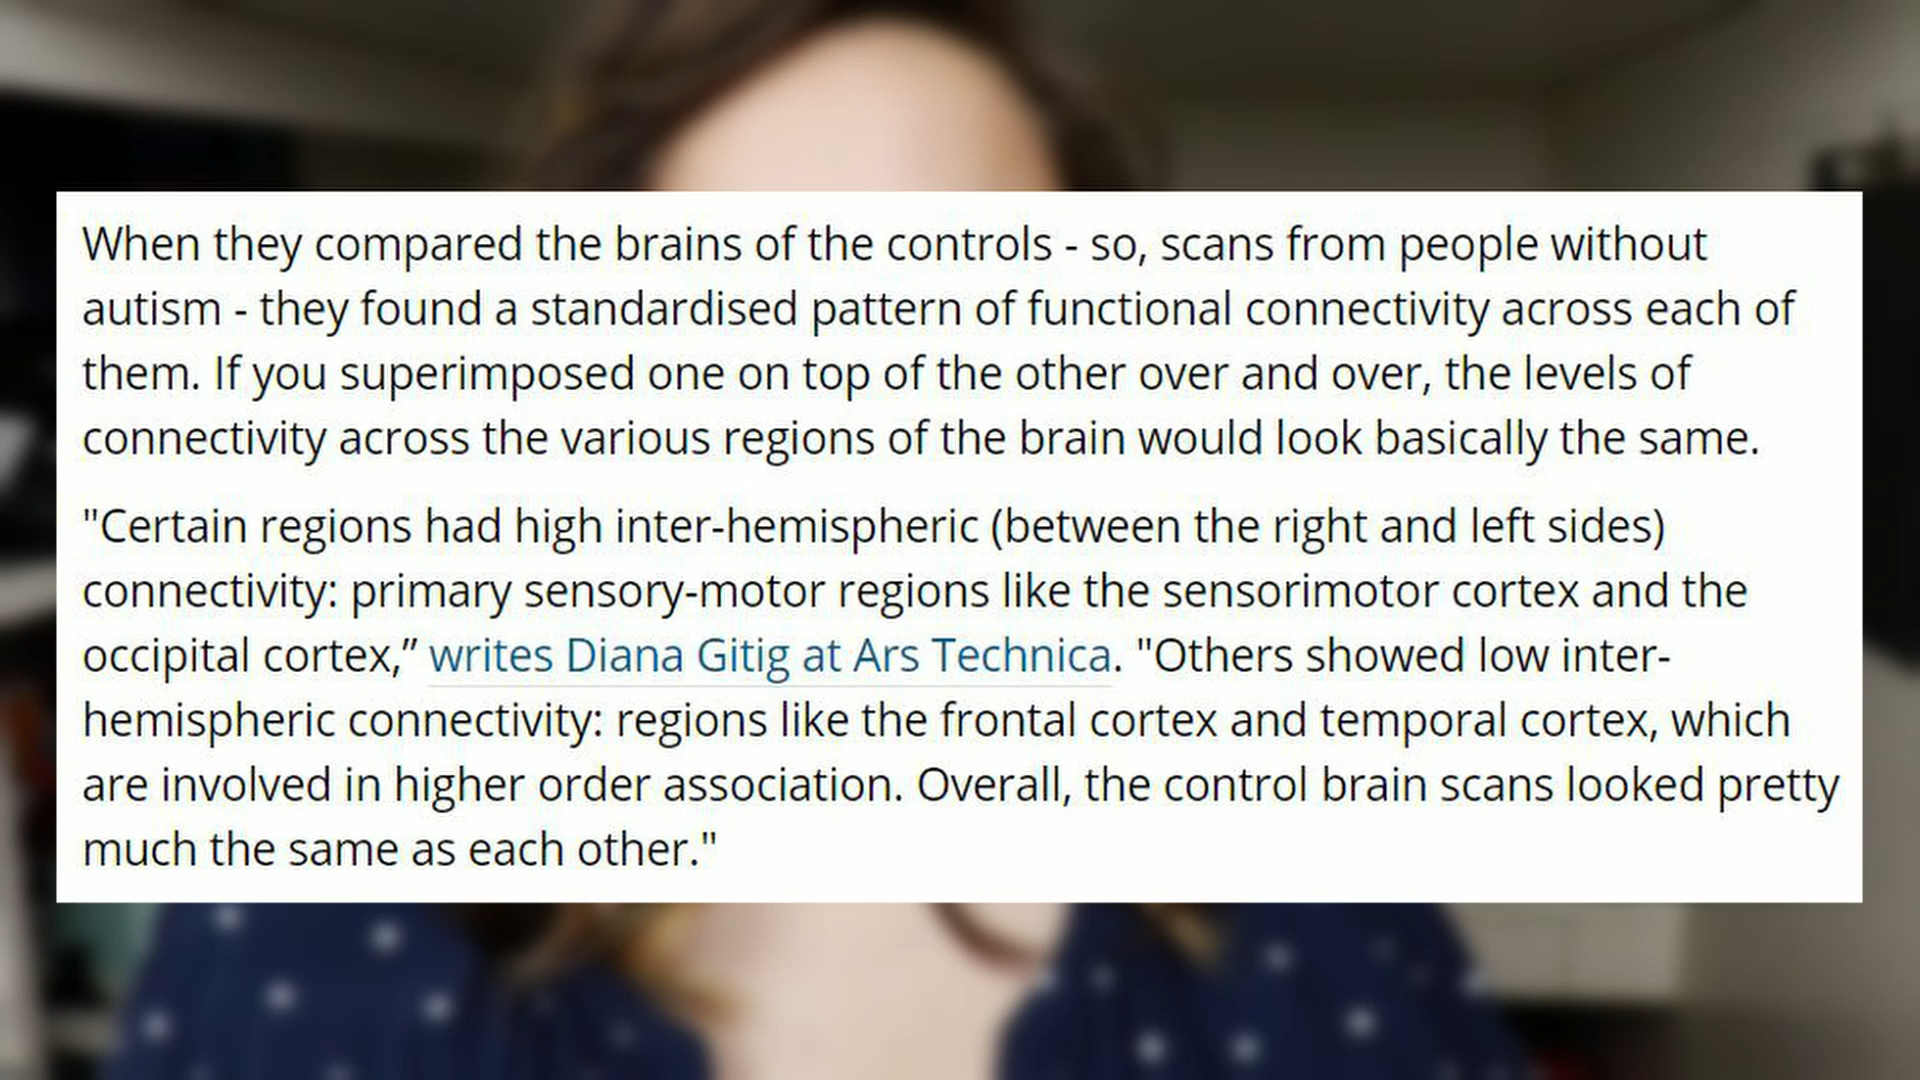 When they compared the brains of the controls - so, scans from people without
autism - they found a standardised pattern of functional connectivity across each of
them. If you superimposed one on top of the other over and over, the levels of
connectivity across the various regions of the brain would look basically the same.
"Certain regions had high inter-hemispheric (between the right and left sides)
connectivity: primary sensory-motor regions like the sensorimotor cortex and the
occipital cortex,” writes Diana Gitig at Ars Technica. "Others showed low inter-
hemispheric connectivity: regions like the frontal cortex and temporal cortex, which
are involved in higher order association. Overall, the control brain scans looked pretty
much the same as each other."